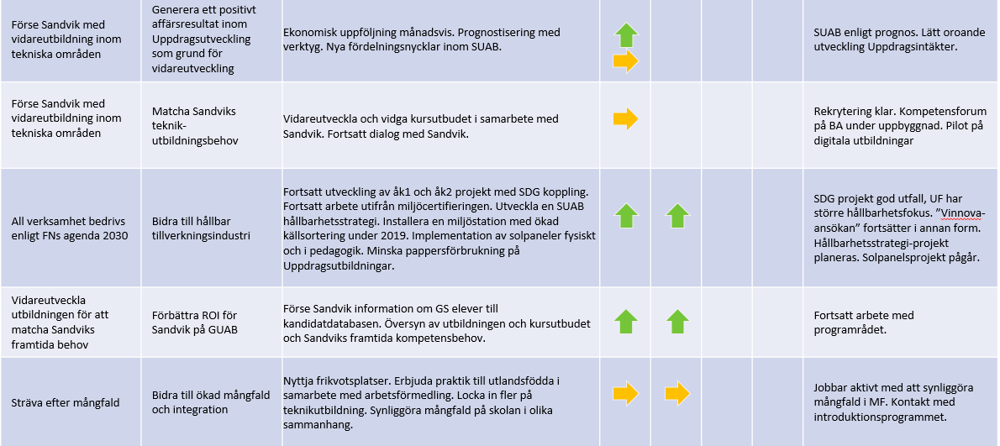 Förse Sandvik med
vidareutbildning inom
tekniska områden
Generera ett positivt
affärsresultat inom
Uppdragsutveckling
som grund för
vidareutveckling
Ekonomisk uppföljning månadsvis. Prognostisering med
verktyg. Nya fördelningsnycklar inom SUAB.
SUAB enligt prognos. Lätt oroande
utveckling Uppdragsintäkter.
Förse Sandvik med
vidareutbildning inom
tekniska områden
Matcha Sandviks
teknik-
utbildningsbehov
Vidareutveckla och vidga kursutbudet i samarbete med
Sandvik. Fortsatt dialog med Sandvik.
Rekrytering klar. Kompetensforum
på BA under uppbyggnad. Pilot på
digitala utbildningar
All verksamhet bedrivs
enligt FNs agenda 2030
Bidra till hållbar
tillverkningsindustri
Fortsatt utveckling av åk1 och åk2 projekt med SDG koppling.
Fortsatt arbete utifrån miljöcertifieringen. Utveckla en SUAB
hållbarhetsstrategi. Installera en miljöstation med ökad
källsortering under 2019. Implementation av solpaneler fysiskt
och i pedagogik. Minska pappersförbrukning på
Uppdragsutbildningar.
SDG projekt god utfall, UF har
större hållbarhetsfokus. ”Vinnova-
ansökan” fortsätter i annan form.
Hållbarhetsstrategi-projekt
planeras. Solpanelsprojekt pågår.
Vidareutveckla
utbildningen för att
matcha Sandviks
framtida behov
Förbättra ROI för
Sandvik på GUAB
Förse Sandvik information om GS elever till
kandidatdatabasen. Översyn av utbildningen och kursutbudet
och Sandviks framtida kompetensbehov.
Fortsatt arbete med
programrådet.
Sträva efter mångfald
Bidra till ökad mångfald
och integration
Nyttja frikvotsplatser. Erbjuda praktik till utlandsfödda i
samarbete med arbetsförmedling. Locka in fler på
teknikutbildning. Synliggöra mångfald på skolan i olika
sammanhang.
Jobbar aktivt med att synliggöra
mångfald i MF. Kontakt med
introduktionsprogrammet.